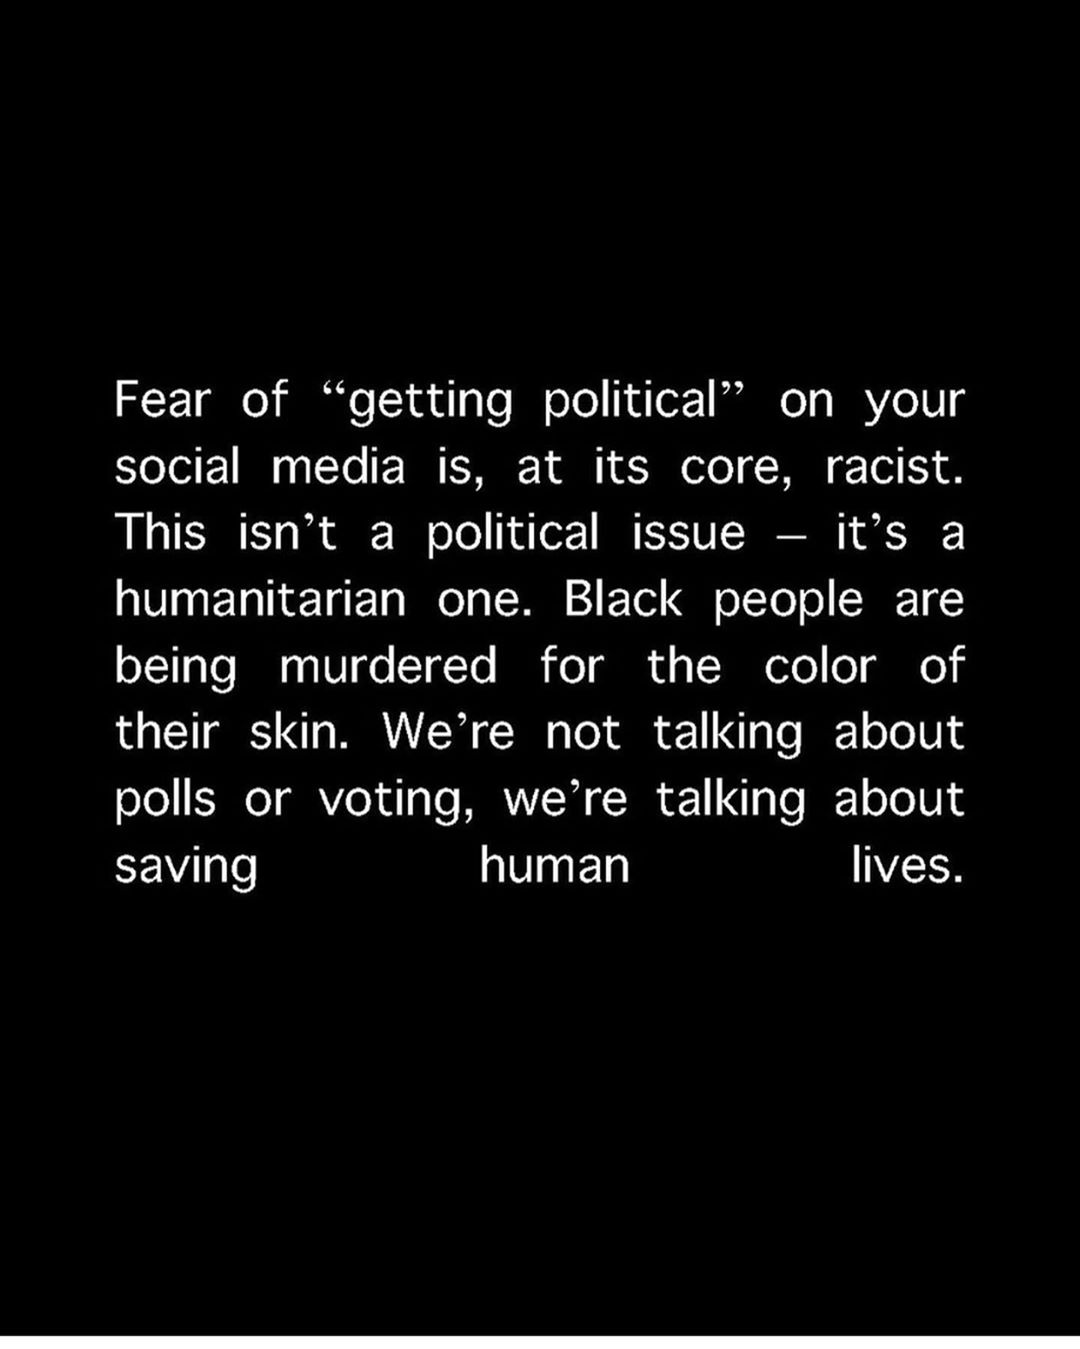 Fear of “getting political” on your
social media is, at its core, racist.
This isn’t a political issue – it’s a
humanitarian one. Black people are
being murdered for the color of
their skin. We’re not talking about
polls or voting, we’re talking about
saving human lives.